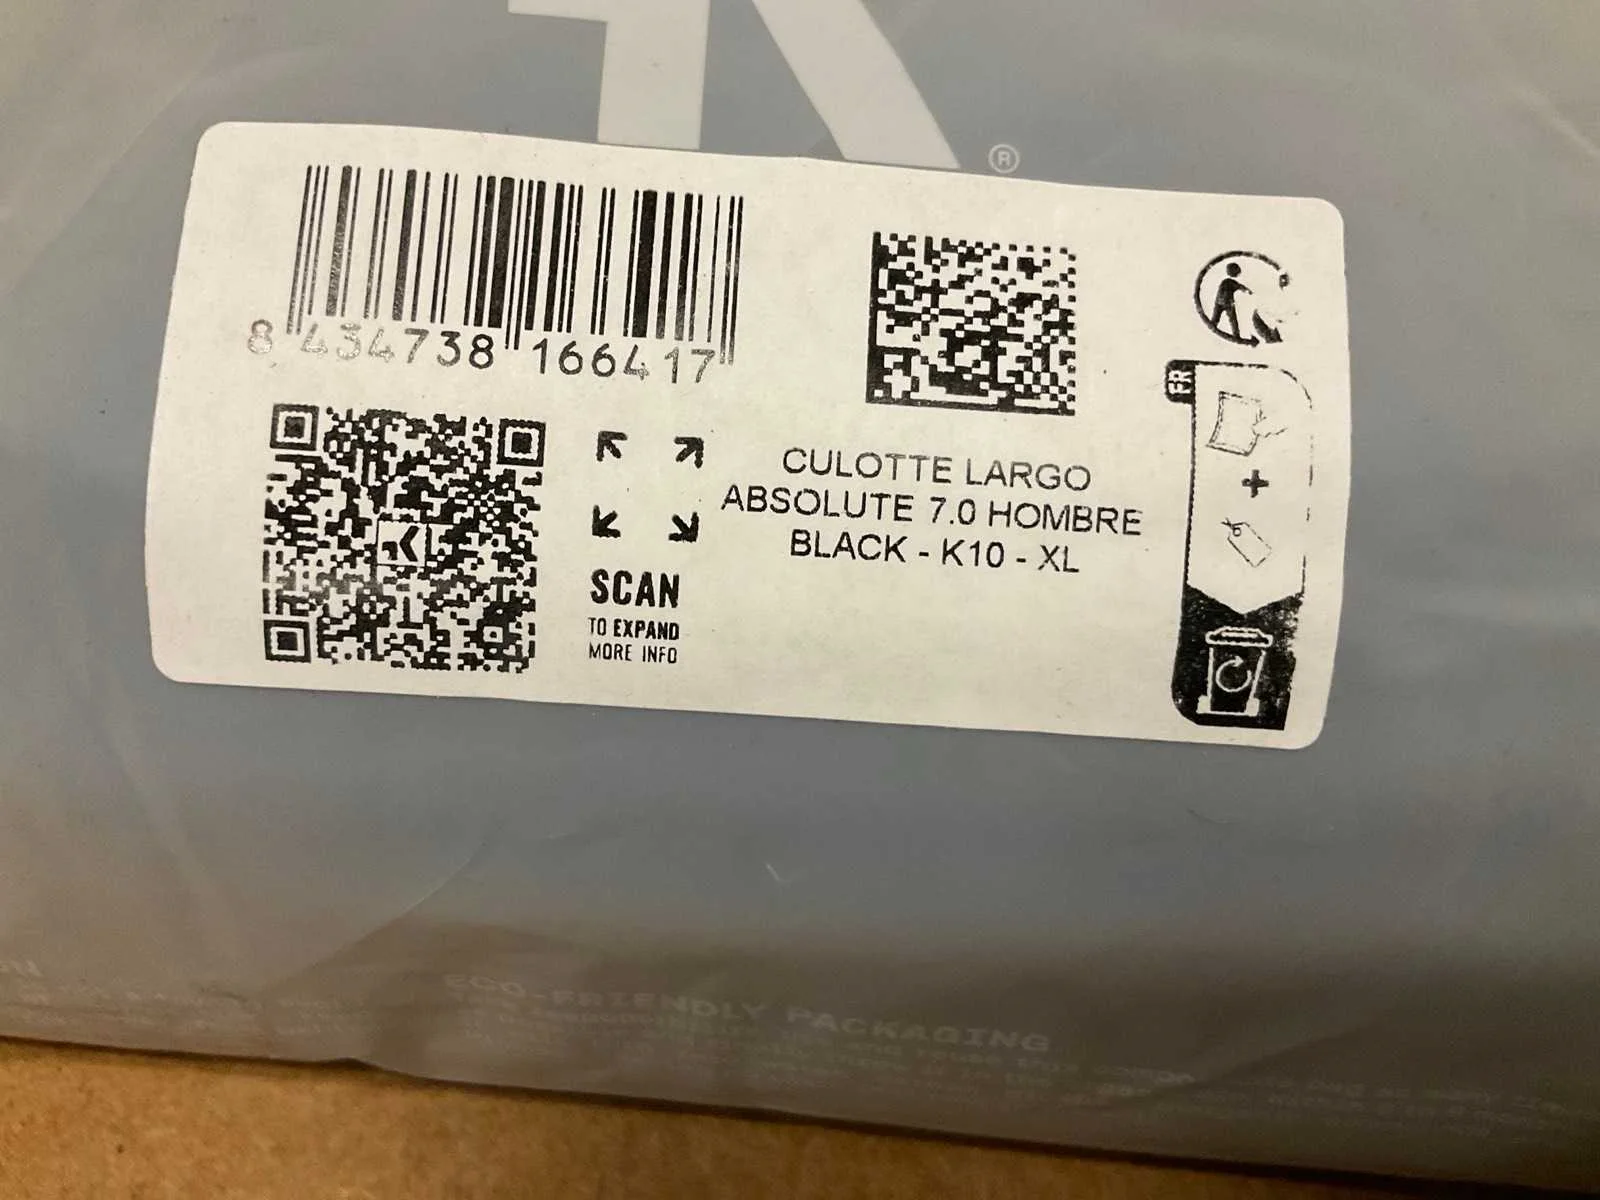 ®
8 434738 166417
CULOTTE LARGO
ABSOLUTE 7.0 HOMBRE
BLACK - K10 - XL
SCAN
TO EXPAND
MORE INFO
FR
ECO-FRIENDLY PACKAGING